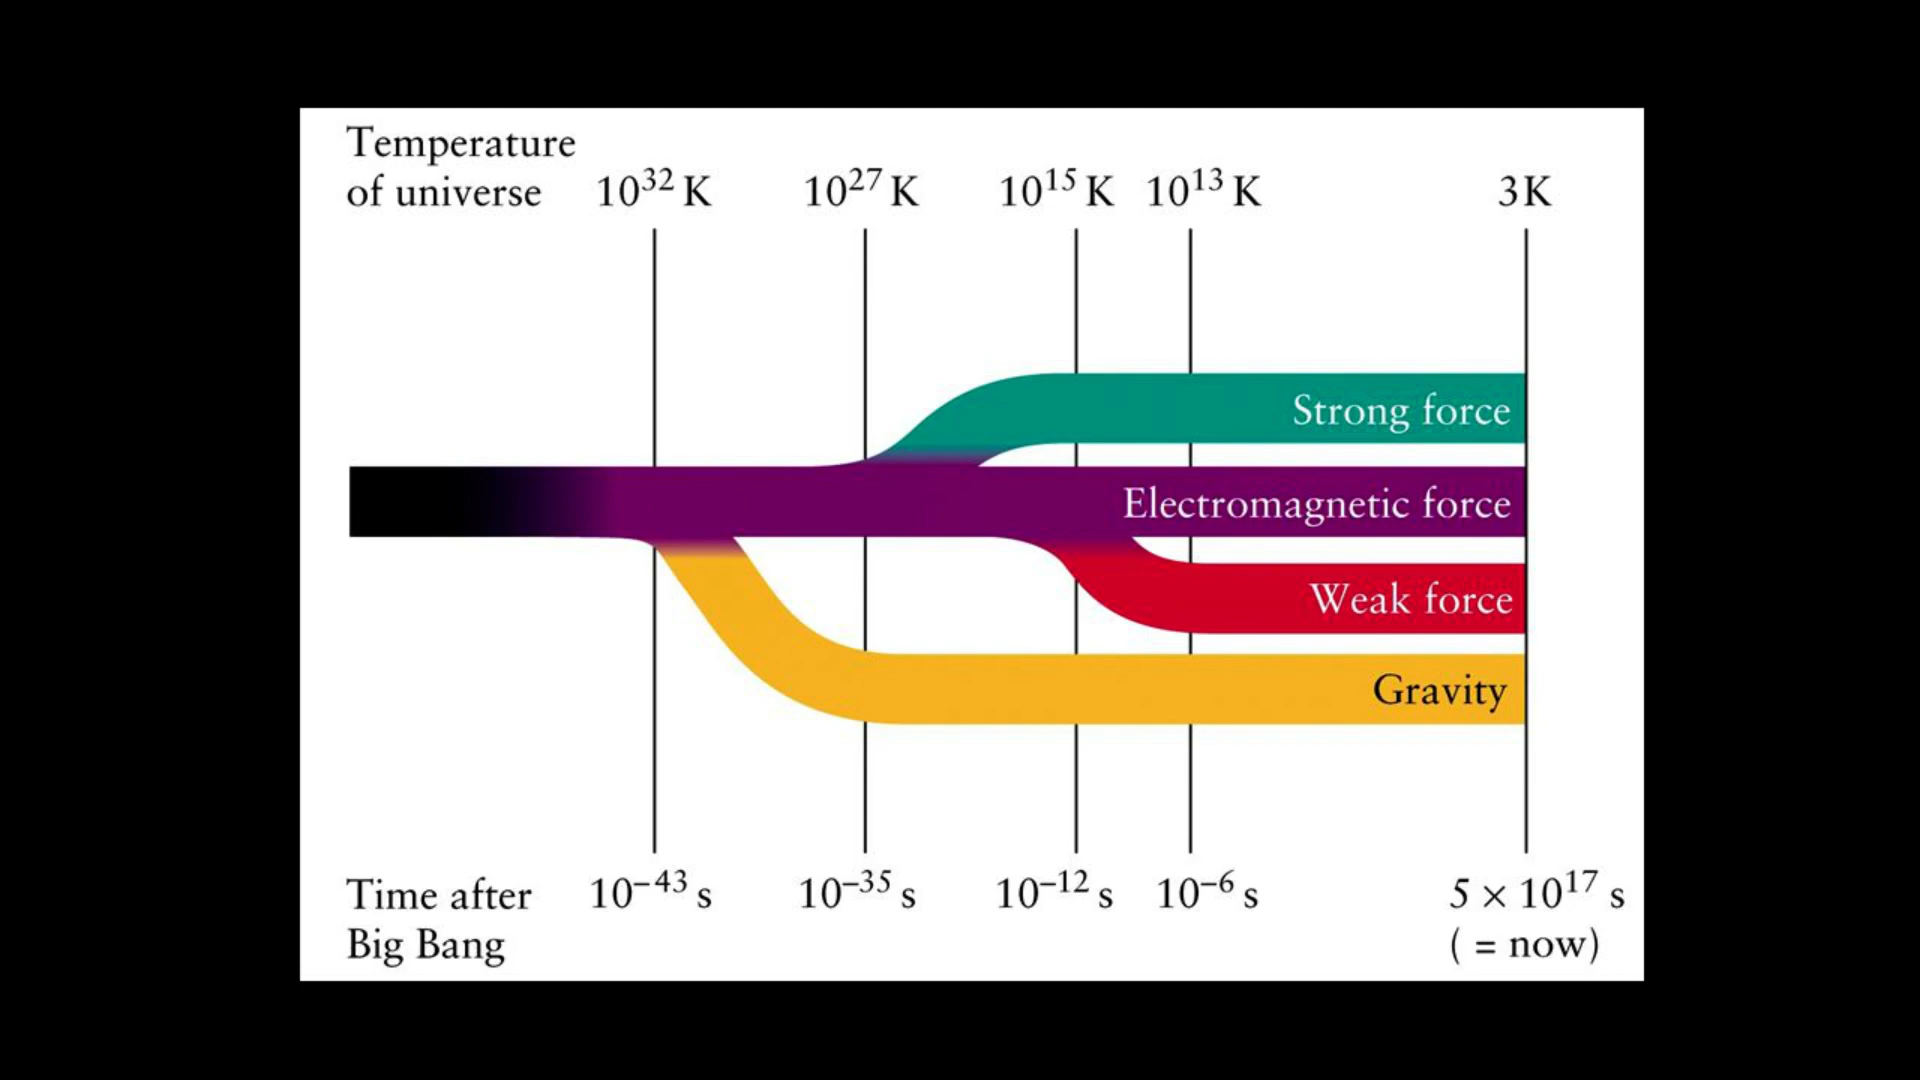 Temperature
of universe 10³² K 10²⁷ K 10¹⁵ K 10¹³ K 3 K
Strong force
Electromagnetic force
Weak force
Gravity
Time after 10⁻⁴³ s 10⁻³⁵ s 10⁻¹² s 10⁻⁶ s 5 × 10¹⁷ s
Big Bang ( = now)